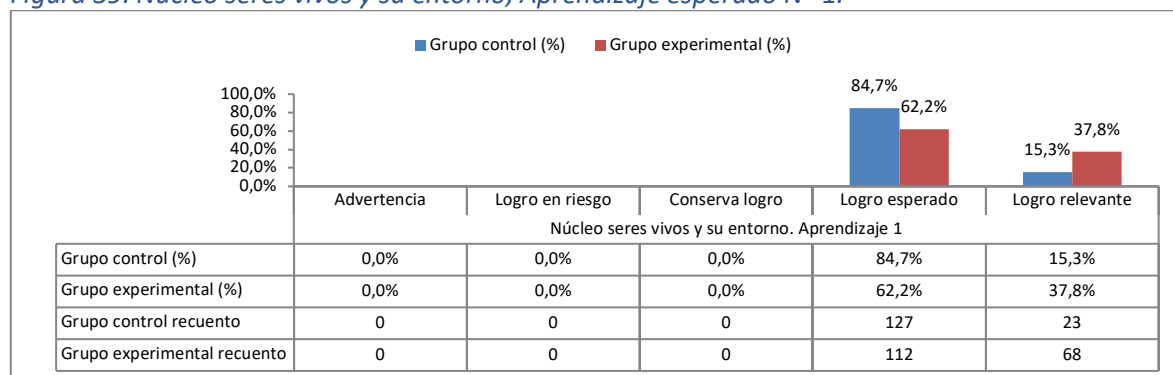 Figura 39. Núcleo seres vivos y su entorno, Aprendizaje esperado N° 1.
Grupo control (%) Grupo experimental (%)
100,0%
80,0%
60,0%
40,0%
20,0%
0,0%
84,7%
62,2%
15,3%
37,8%
Advertencia Logro en riesgo Conserva logro Logro esperado Logro relevante
Núcleo seres vivos y su entorno. Aprendizaje 1
Grupo control (%) 0,0% 0,0% 0,0% 84,7% 15,3%
Grupo experimental (%) 0,0% 0,0% 0,0% 62,2% 37,8%
Grupo control recuento 0 0 0 127 23
Grupo experimental recuento 0 0 0 112 68